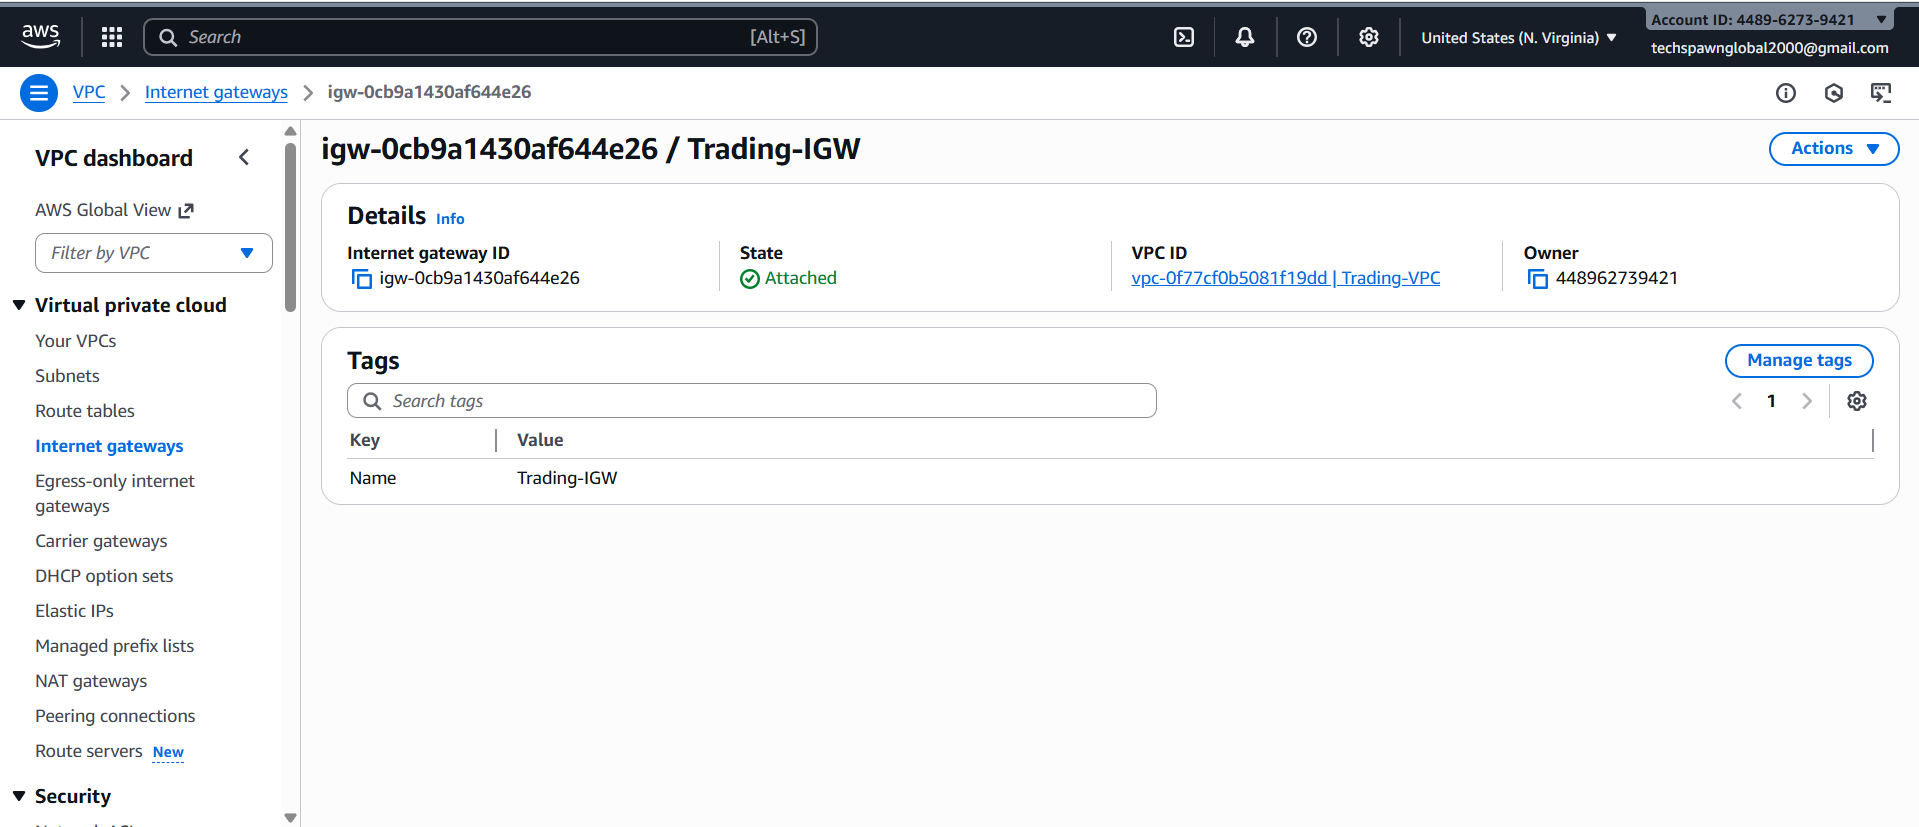 aws
Search
[Alt+S]
United States (N. Virginia)
Account ID: 4489-6273-9421
techspawnglobal2000@gmail.com
VPC
Internet gateways
igw-0cb9a1430af644e26
VPC dashboard
AWS Global View
Filter by VPC
Virtual private cloud
Your VPCs
Subnets
Route tables
Internet gateways
Egress-only internet
gateways
Carrier gateways
DHCP option sets
Elastic IPs
Managed prefix lists
NAT gateways
Peering connections
Route servers New
Security
igw-0cb9a1430af644e26 / Trading-IGW
Actions
Details Info
Internet gateway ID
igw-0cb9a1430af644e26
State
Attached
VPC ID
vpc-0f77cf0b5081f19dd | Trading-VPC
Owner
448962739421
Tags
Manage tags
Search tags
1
Key Value
Name Trading-IGW